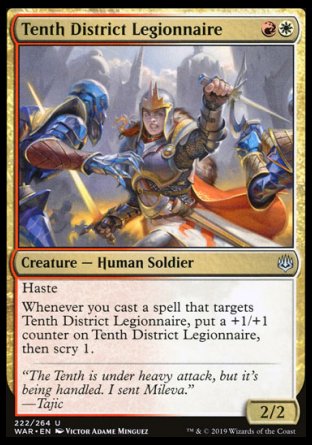 Tenth District Legionnaire
Creature — Human Soldier
Haste
Whenever you cast a spell that targets
Tenth District Legionnaire, put a +1/+1
counter on Tenth District Legionnaire,
then scry 1.
"The Tenth is under heavy attack, but it's
being handled. I sent Mileva."
—Tajic
2/2
222/264 U
WAR • EN Victor Adame Minguez
™ & © 2019 Wizards of the Coast